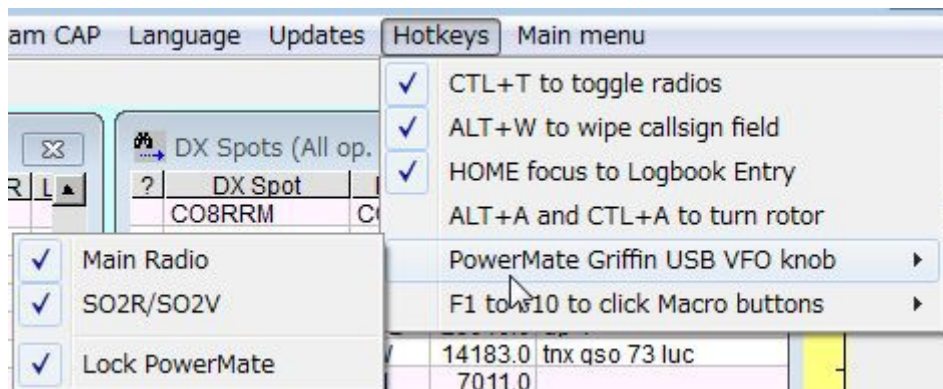 am CAP Language Updates Hotkeys Main menu
CTL+T to toggle radios
ALT+W to wipe callsign field
HOME focus to Logbook Entry
ALT+A and CTL+A to turn rotor
PowerMate Griffin USB VFO knob
F1 to F10 to click Macro buttons
DX Spots (All op.
R L ? DX Spot
CO8RRM
Main Radio
SO2R/SO2V
Lock PowerMate
14183.0 tnx qso 73 luc
7011.0